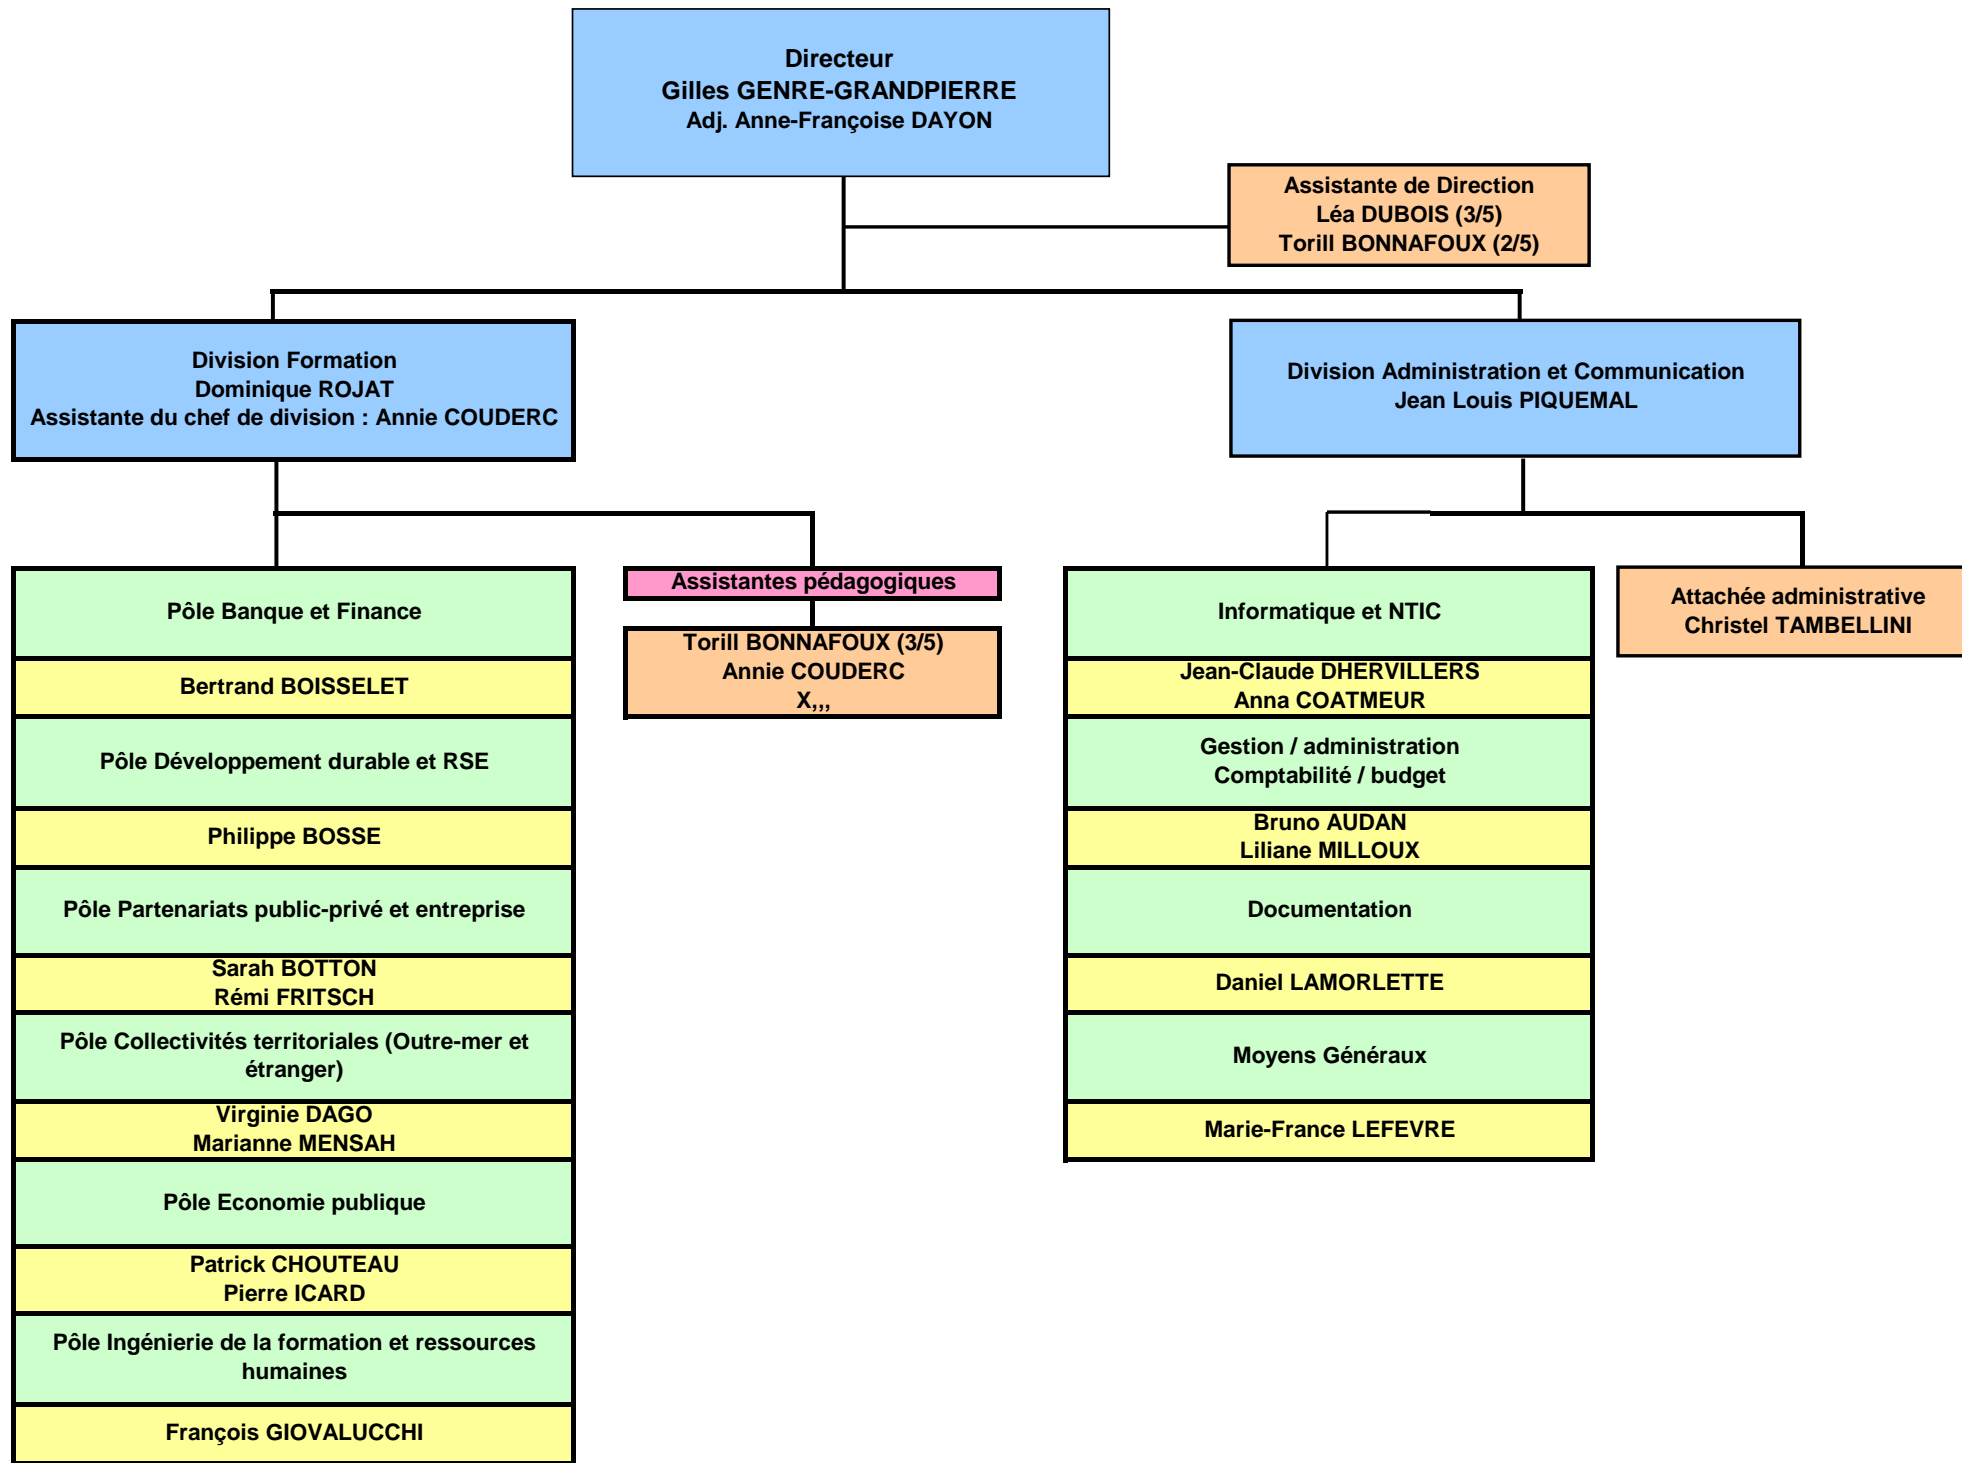 Directeur
Gilles GENRE-GRANDPIERRE
Adj. Anne-Françoise DAYON
Assistante de Direction
Léa DUBOIS (3/5)
Torill BONNAFOUX (2/5)
Division Formation
Dominique ROJAT
Assistante du chef de division : Annie COUDERC
Division Administration et Communication
Jean Louis PIQUEMAL
Pôle Banque et Finance
Bertrand BOISSELET
Pôle Développement durable et RSE
Philippe BOSSE
Pôle Partenariats public-privé et entreprise
Sarah BOTTON
Rémi FRITSCH
Pôle Collectivités territoriales (Outre-mer et
étranger)
Virginie DAGO
Marianne MENSAH
Pôle Economie publique
Patrick CHOUTEAU
Pierre ICARD
Pôle Ingénierie de la formation et ressources
humaines
François GIOVALUCCHI
Assistantes pédagogiques
Torill BONNAFOUX (3/5)
Annie COUDERC
X,,,
Informatique et NTIC
Jean-Claude DHERVILLERS
Anna COATMEUR
Gestion / administration
Comptabilité / budget
Bruno AUDAN
Liliane MILLOUX
Documentation
Daniel LAMORLETTE
Moyens Généraux
Marie-France LEFEVRE
Attachée administrative
Christel TAMBELLINI